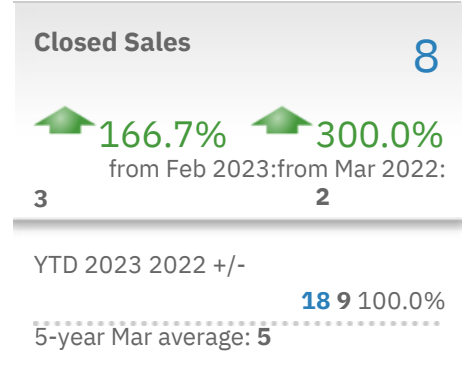 Closed Sales
8
166.7% 300.0%
from Feb 2023:from Mar 2022:
3 2
YTD 2023 2022 +/-
18 9 100.0%
5-year Mar average: 5